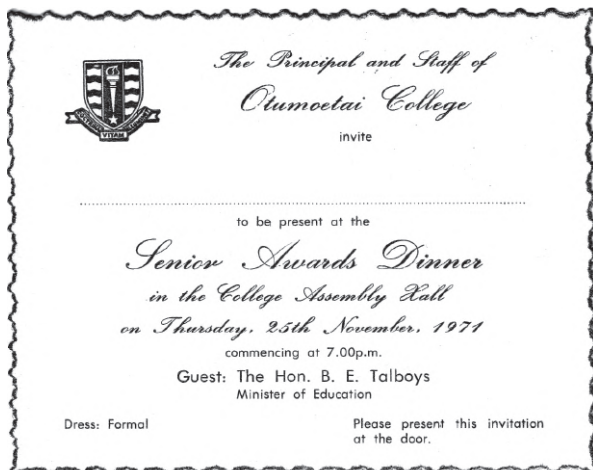 The Principal and Staff of
Otumoetai College
invite
to be present at the
Senior Awards Dinner
in the College Assembly Hall
on Thursday, 25th November, 1971
commencing at 7.00p.m.
Guest: The Hon. B. E. Talboys
Minister of Education
Dress: Formal
Please present this invitation
at the door.
VITAM